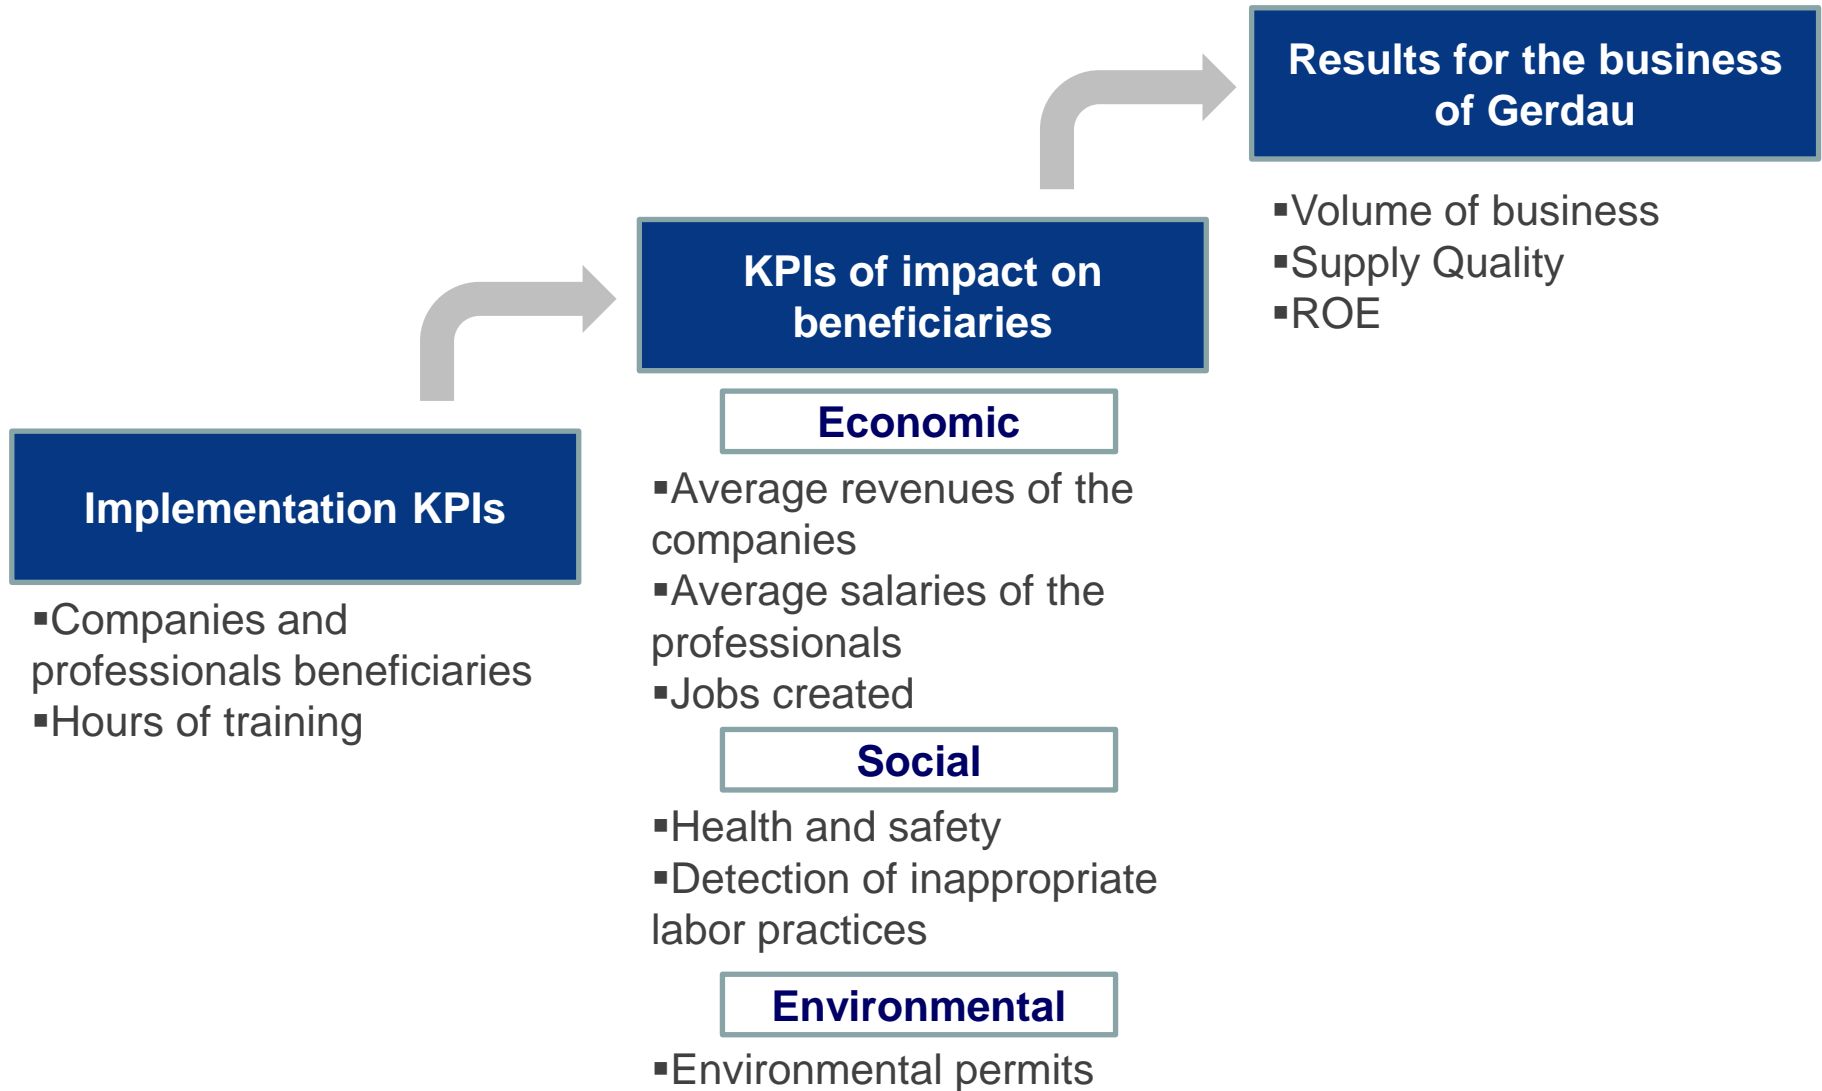 Results for the business
of Gerdau
▪Volume of business
▪Supply Quality
▪ROE
KPIs of impact on
beneficiaries
Economic
▪Average revenues of the
companies
▪Average salaries of the
professionals
▪Jobs created
Social
▪Health and safety
▪Detection of inappropriate
labor practices
Environmental
▪Environmental permits
Implementation KPIs
▪Companies and
professionals beneficiaries
▪Hours of training